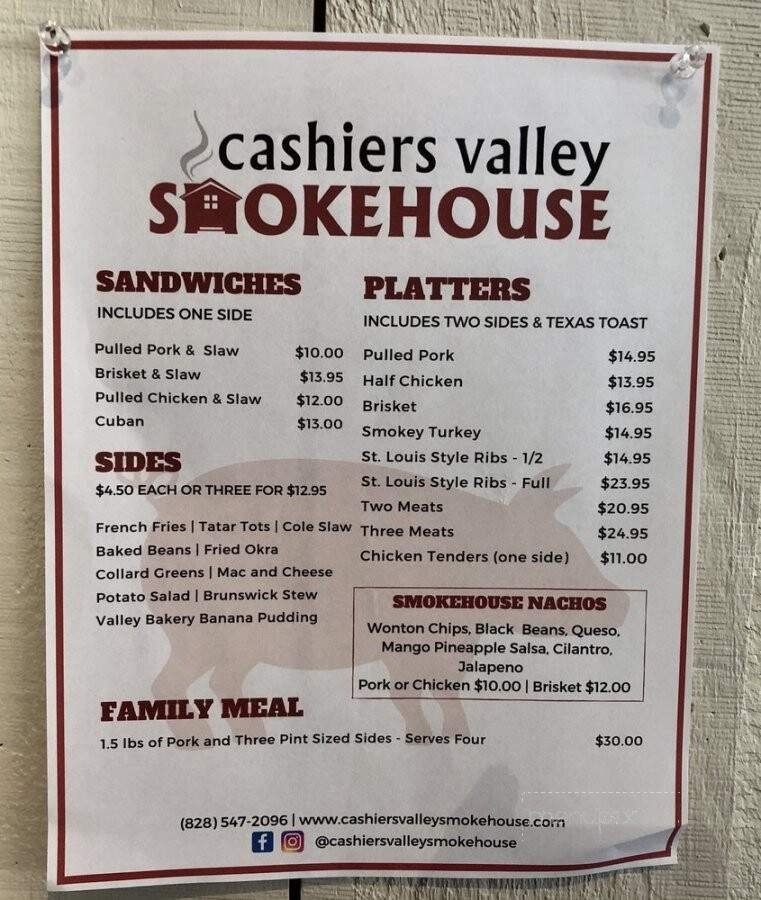 cashiers valley
SMOKEHOUSE
SANDWICHES
INCLUDES ONE SIDE
Pulled Pork & Slaw $10.00
Brisket & Slaw $13.95
Pulled Chicken & Slaw $12.00
Cuban $13.00
SIDES
$4.50 EACH OR THREE FOR $12.95
French Fries | Tatar Tots | Cole Slaw
Baked Beans | Fried Okra
Collard Greens | Mac and Cheese
Potato Salad | Brunswick Stew
Valley Bakery Banana Pudding
PLATTERS
INCLUDES TWO SIDES & TEXAS TOAST
Pulled Pork $14.95
Half Chicken $13.95
Brisket $16.95
Smokey Turkey $14.95
St. Louis Style Ribs - 1/2 $14.95
St. Louis Style Ribs - Full $23.95
Two Meats $20.95
Three Meats $24.95
Chicken Tenders (one side) $11.00
SMOKEHOUSE NACHOS
Wonton Chips, Black Beans, Queso,
Mango Pineapple Salsa, Cilantro,
Jalapeno
Pork or Chicken $10.00 | Brisket $12.00
FAMILY MEAL
1.5 lbs of Pork and Three Pint Sized Sides - Serves Four $30.00
(828) 547-2096 | www.cashiersvalleysmokehouse.com
@cashiersvalleysmokehouse